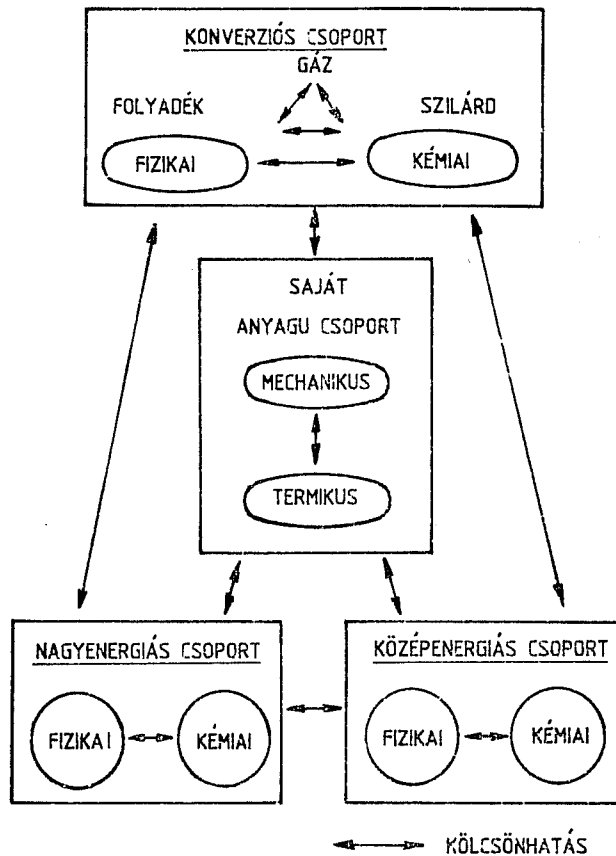 KONVERZIÓS CSOPORT
GÁZ
FOLYADÉK SZILÁRD
FIZIKAI KÉMIAI
SAJÁT
ANYAGU CSOPORT
MECHANIKUS
TERMIKUS
NAGYENERGIÁS CSOPORT KÖZÉPENERGIÁS CSOPORT
FIZIKAI KÉMIAI FIZIKAI KÉMIAI
KÖLCSÖNHATÁS